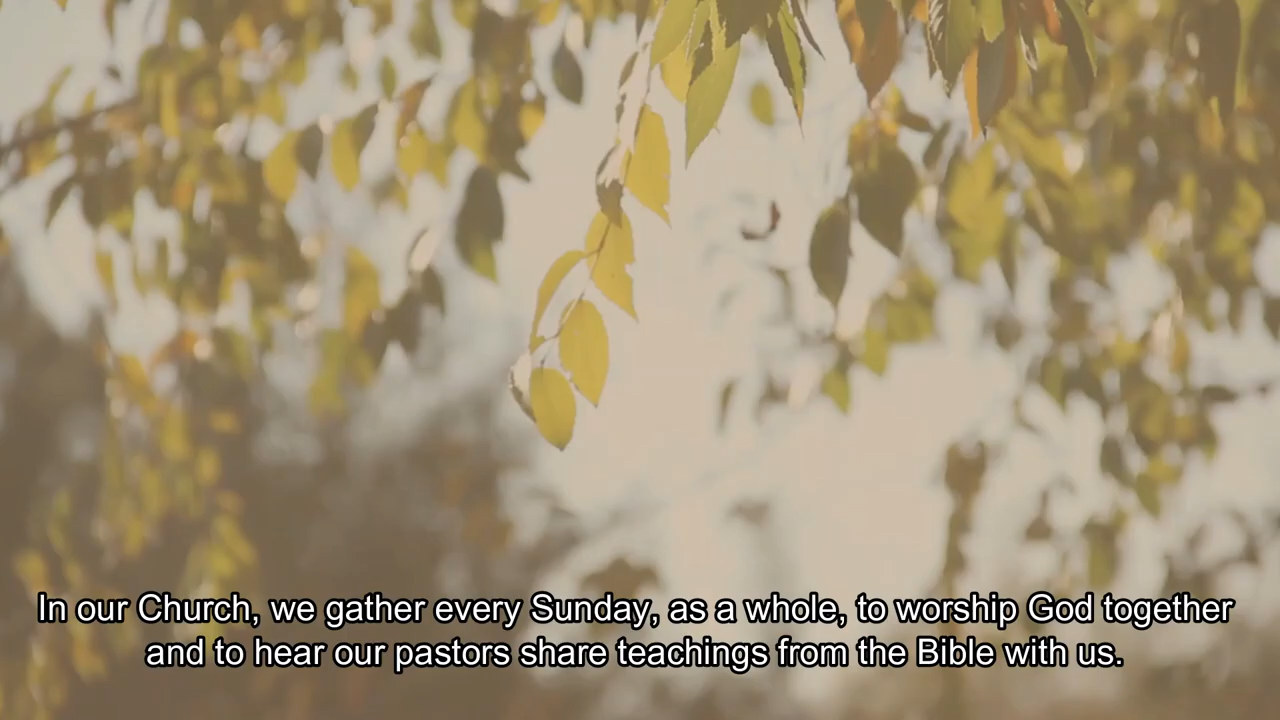 In our Church, we gather every Sunday, as a whole, to worship God together
and to hear our pastors share teachings from the Bible with us.